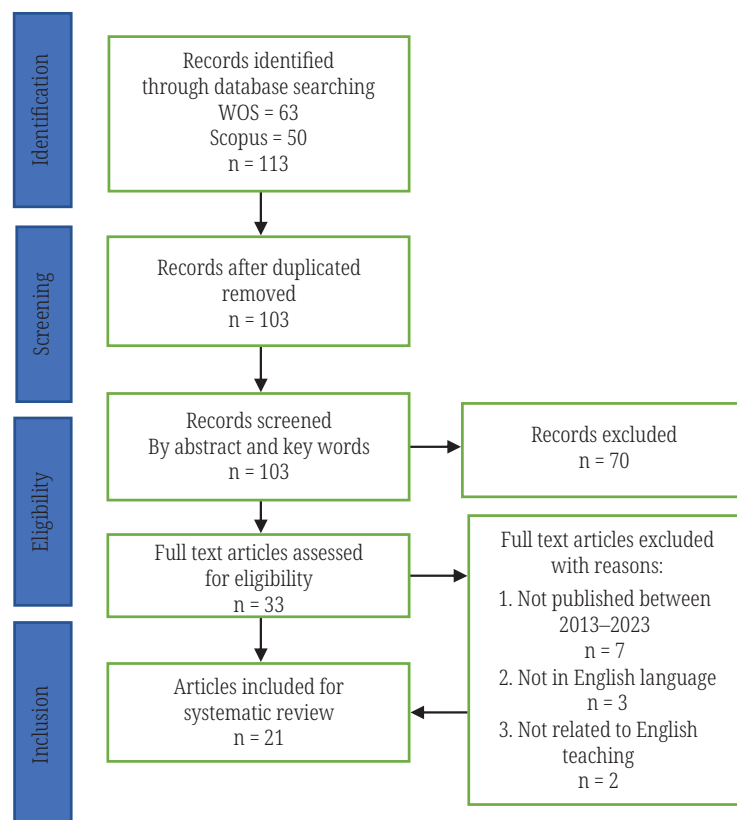 Identification
Records identified
through database searching
WOS = 63
Scopus = 50
n = 113
Screening
Records after duplicated
removed
n = 103
Eligibility
Records screened
By abstract and key words
n = 103
Records excluded
n = 70
Full text articles assessed
for eligibility
n = 33
Full text articles excluded
with reasons:
1. Not published between
2013–2023
n = 7
2. Not in English language
n = 3
3. Not related to English
teaching
n = 2
Inclusion
Articles included for
systematic review
n = 21